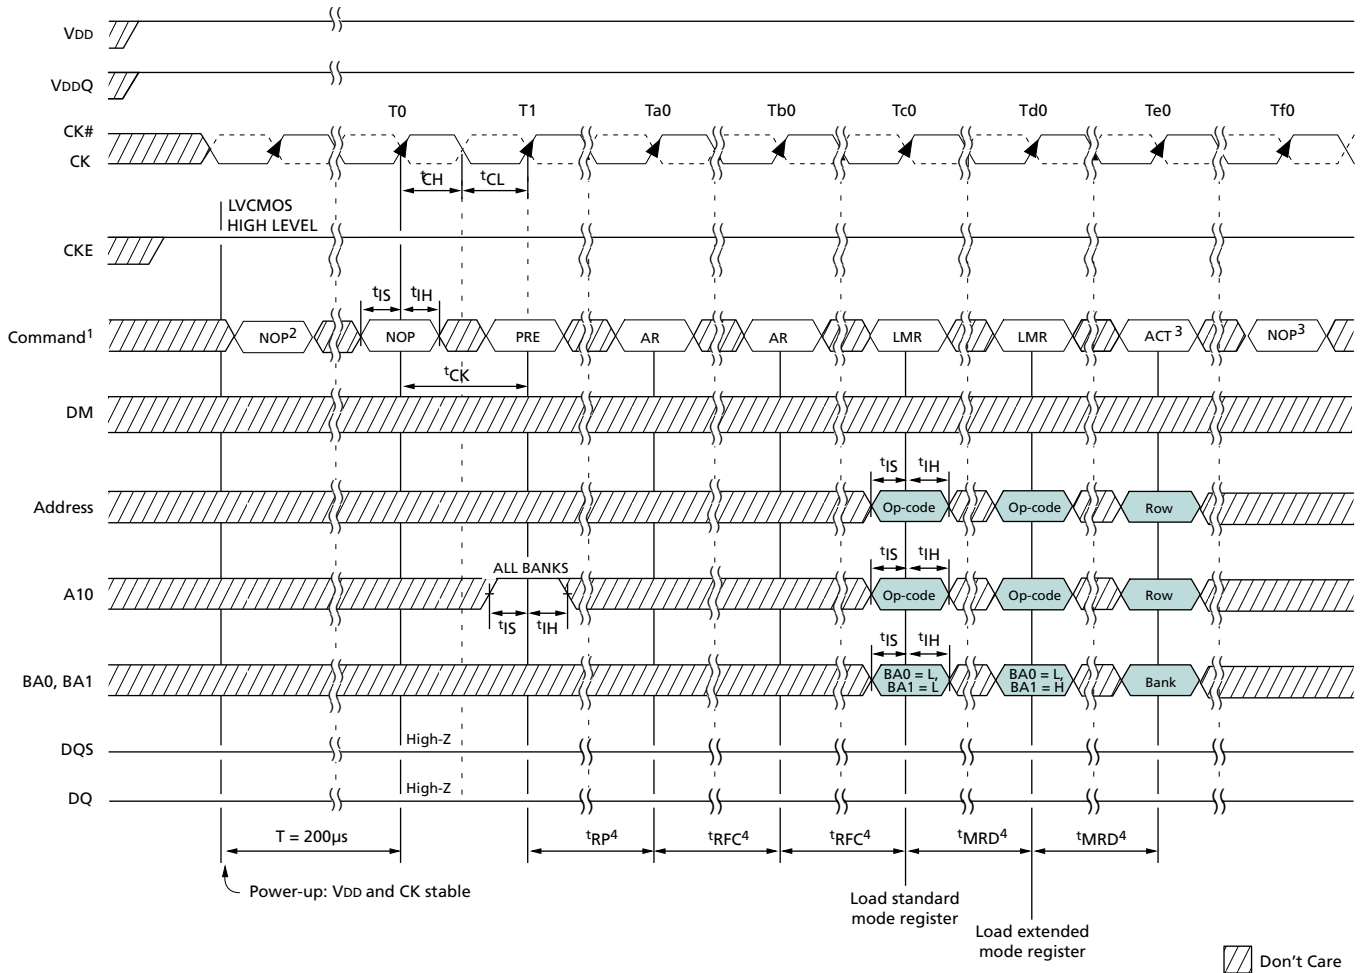 VDD
VDDQ
T0 T1 Ta0 Tb0 Tc0 Td0 Te0 Tf0
CK#
CK
tCH tCL
LVCMOS
HIGH LEVEL
CKE
tIS tIH
Command1 NOP2 NOP PRE AR AR LMR LMR ACT3 NOP3
tCK
DM
tIS tIH
Address Op-code Op-code Row
ALL BANKS tIS tIH
A10 Op-code Op-code Row
tIS tIH
tIS tIH
BA0, BA1 BA0 = L, BA1 = L BA0 = L, BA1 = H Bank
High-Z
DQS
High-Z
DQ
T = 200µs tRP4 tRFC4 tRFC4 tMRD4 tMRD4
Power-up: VDD and CK stable
Load standard
mode register
Load extended
mode register
Don't Care